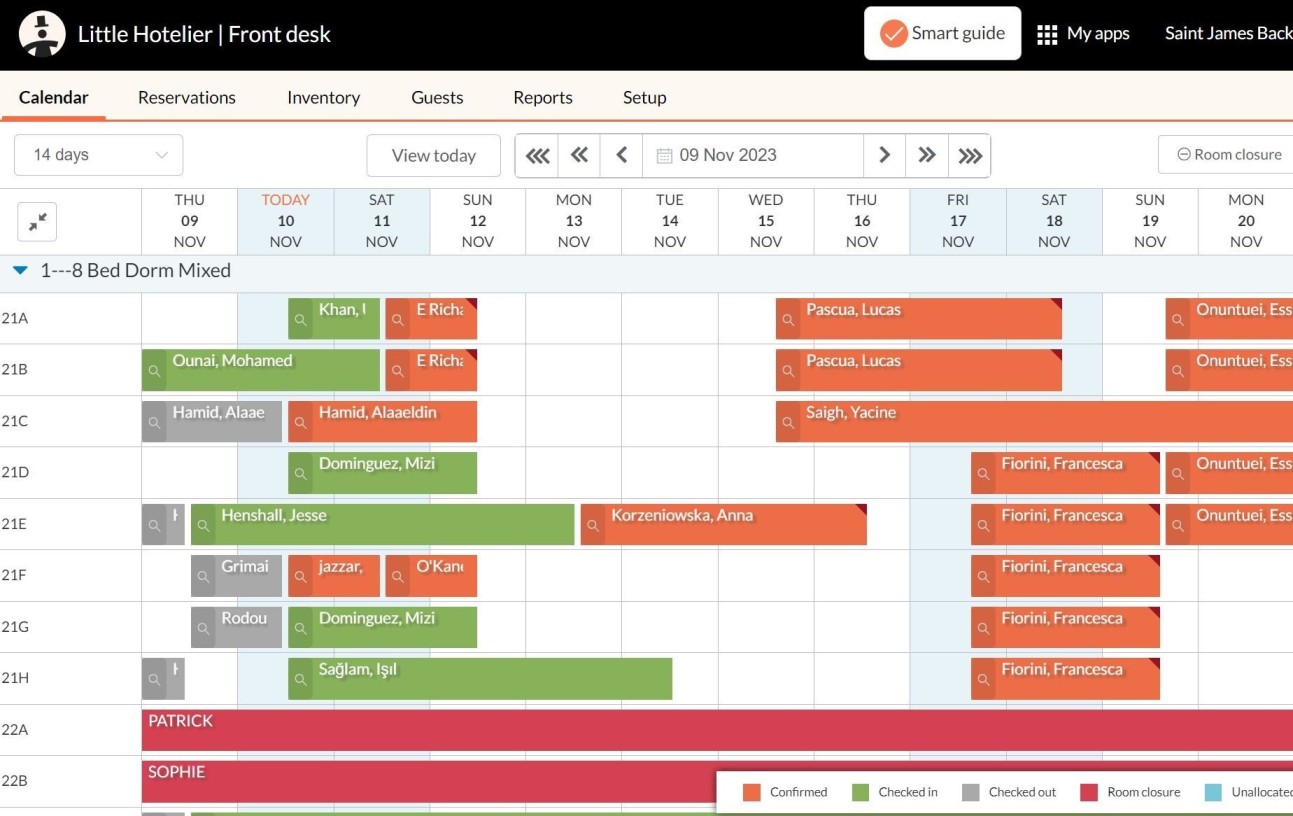 Little Hotelier | Front desk
Smart guide
My apps
Saint James Back
Calendar
Reservations
Inventory
Guests
Reports
Setup
14 days
View today
09 Nov 2023
Room closure
THU 09 NOV
TODAY 10 NOV
SAT 11 NOV
SUN 12 NOV
MON 13 NOV
TUE 14 NOV
WED 15 NOV
THU 16 NOV
FRI 17 NOV
SAT 18 NOV
SUN 19 NOV
MON 20 NOV
1---8 Bed Dorm Mixed
21A
Khan,
E Richa
Pascua, Lucas
Onuntuei, Ess
21B
Ounai, Mohamed
E Richa
Pascua, Lucas
Onuntuei, Ess
21C
Hamid, Alaae
Hamid, Alaaeldin
Saigh, Yacine
21D
Dominguez, Mizi
Fiorini, Francesca
Onuntuei, Ess
21E
Henshall, Jesse
Korzeniowska, Anna
Fiorini, Francesca
Onuntuei, Ess
21F
Grimai
jazzar,
O'Kane
Fiorini, Francesca
21G
Rodou
Dominguez, Mizi
Fiorini, Francesca
21H
Sağlam, Işıl
Fiorini, Francesca
22A
PATRICK
22B
SOPHIE
Confirmed
Checked in
Checked out
Room closure
Unallocated